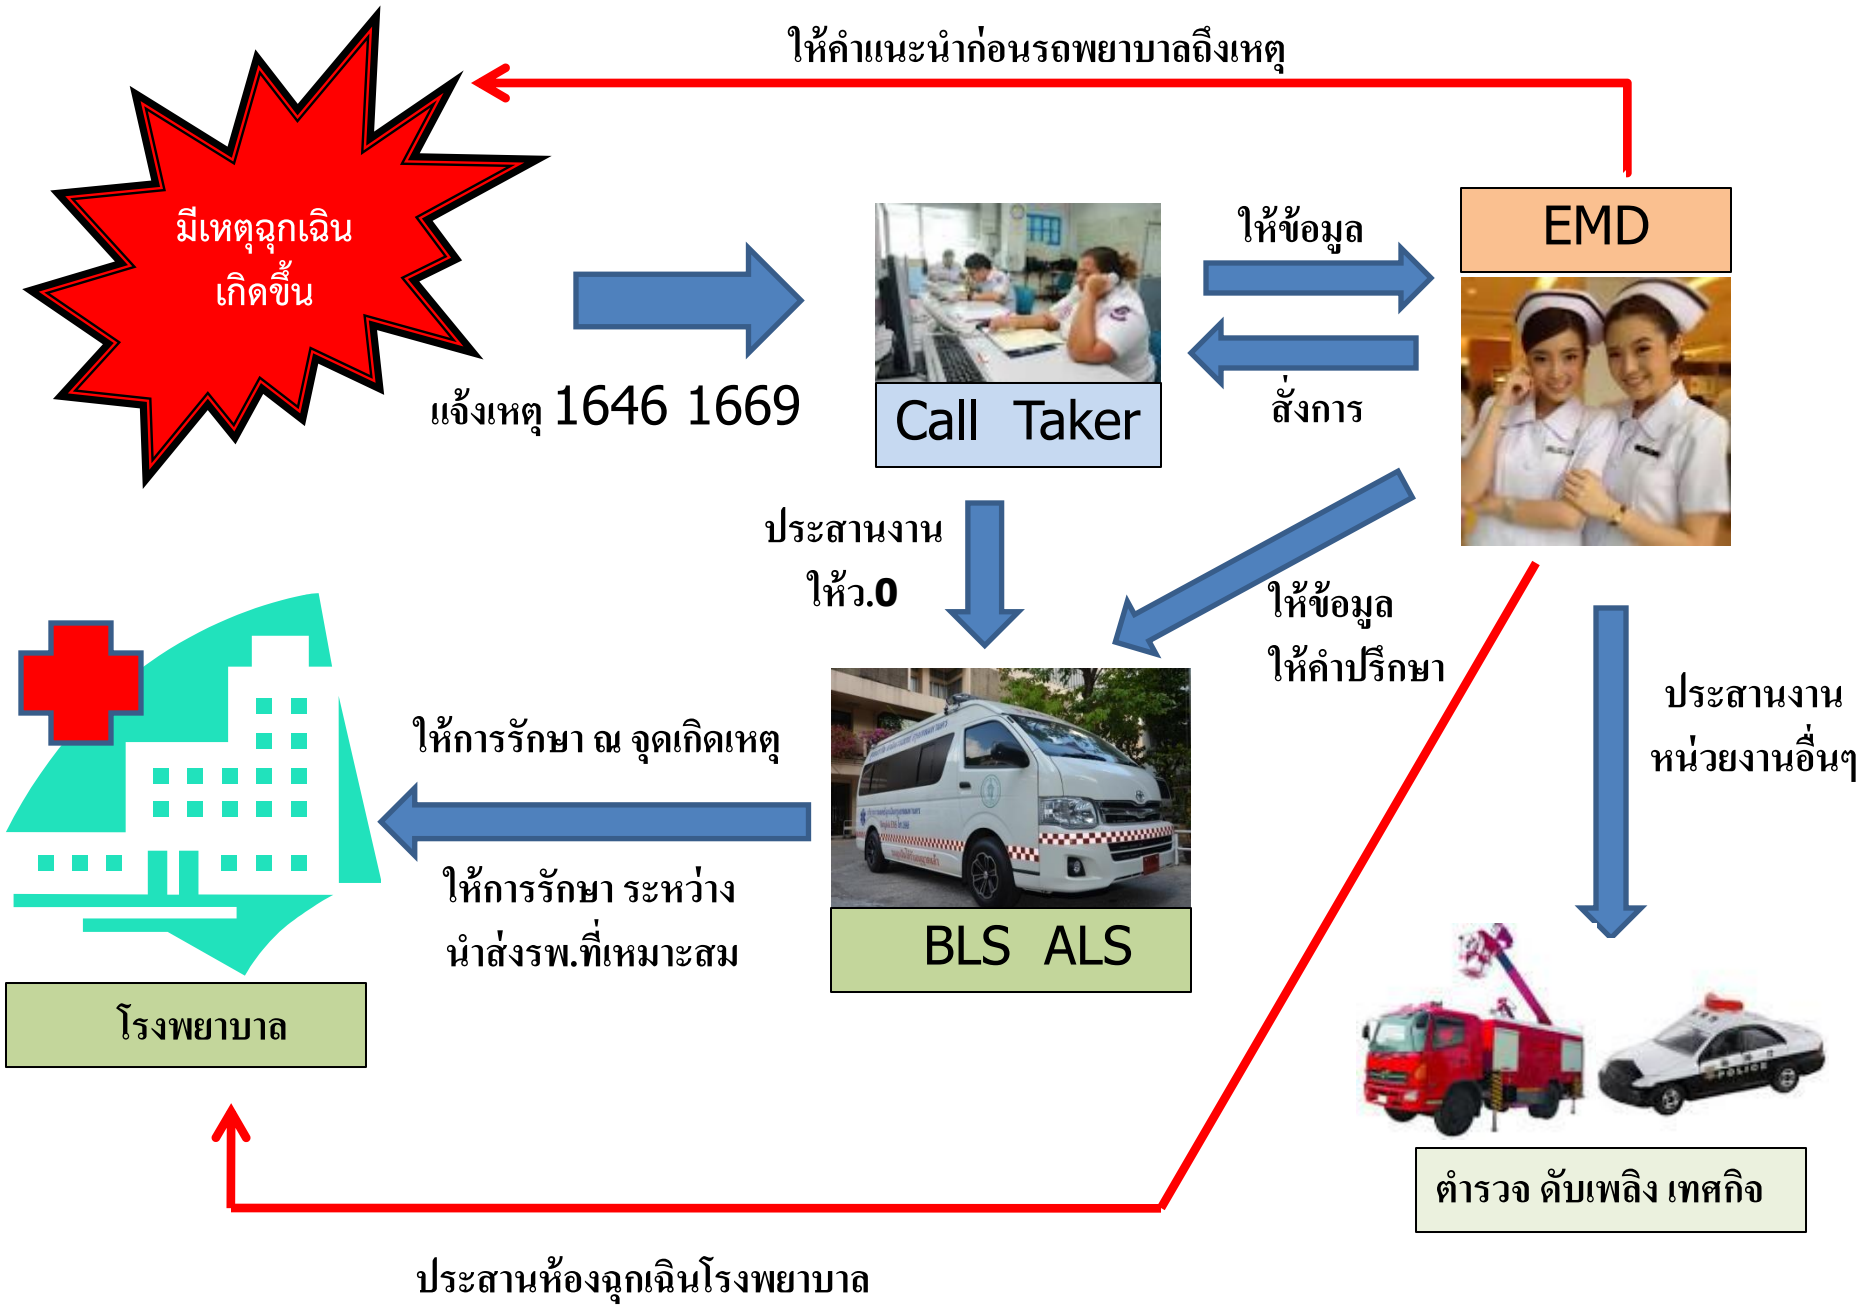 ให้คำแนะนำก่อนรถพยาบาลถึงเหตุ
มีเหตุฉุกเฉิน
เกิดขึ้น
แจ้งเหตุ 1646 1669
Call Taker
ให้ข้อมูล
สั่งการ
EMD
ประสานงาน
ให้ว.0
ให้ข้อมูล
ให้คำปรึกษา
ประสานงาน
หน่วยงานอื่นๆ
ให้การรักษา ณ จุดเกิดเหตุ
ให้การรักษา ระหว่าง
นำส่งรพ.ที่เหมาะสม
BLS ALS
โรงพยาบาล
POLICE
ตำรวจ ดับเพลิง เทศกิจ
ประสานห้องฉุกเฉินโรงพยาบาล